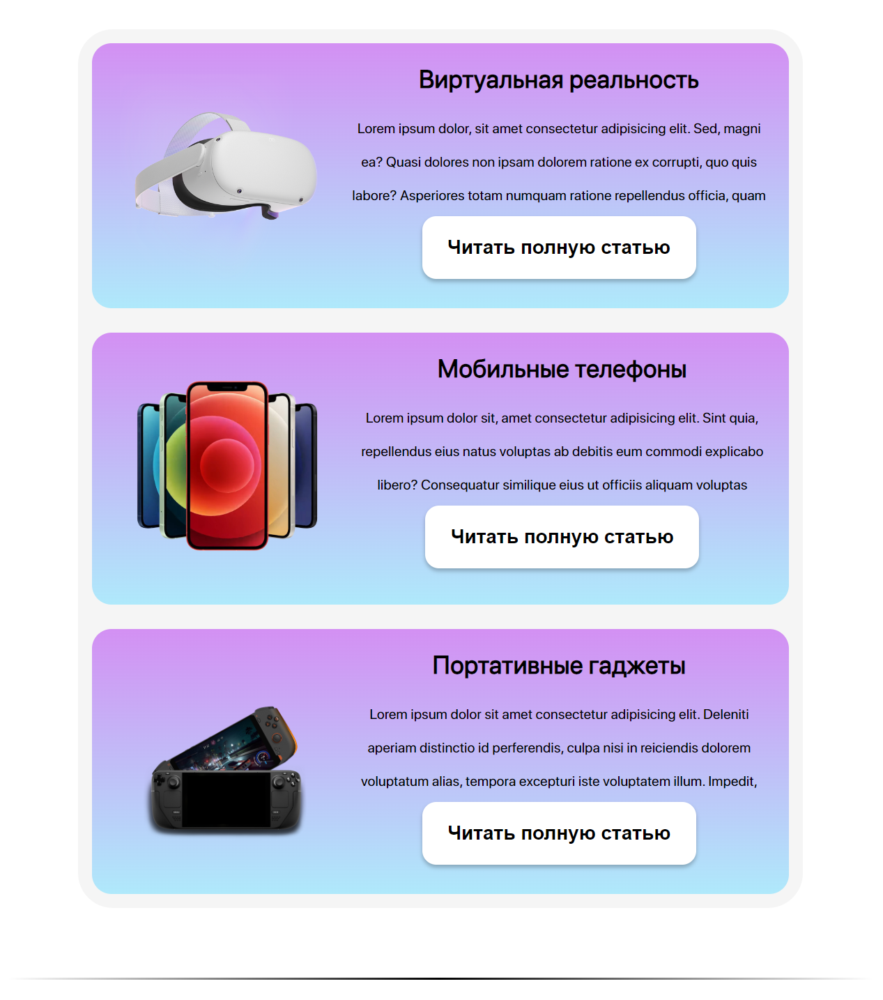 Виртуальная реальность
Lorem ipsum dolor, sit amet consectetur adipisicing elit. Sed, magni
ea? Quasi dolores non ipsam dolorem ratione ex corrupti, quo quis
labore? Asperiores totam numquam ratione repellendus officia, quam
Читать полную статью
Мобильные телефоны
Lorem ipsum dolor sit, amet consectetur adipisicing elit. Sint quia,
repellendus eius natus voluptas ab debitis eum commodi explicabo
libero? Consequatur similique eius ut officiis aliquam voluptas
Читать полную статью
Портативные гаджеты
Lorem ipsum dolor sit amet consectetur adipisicing elit. Deleniti
aperiam distinctio id perferendis, culpa nisi in reiciendis dolorem
voluptatum alias, tempora excepturi iste voluptatem illum. Impedit,
Читать полную статью